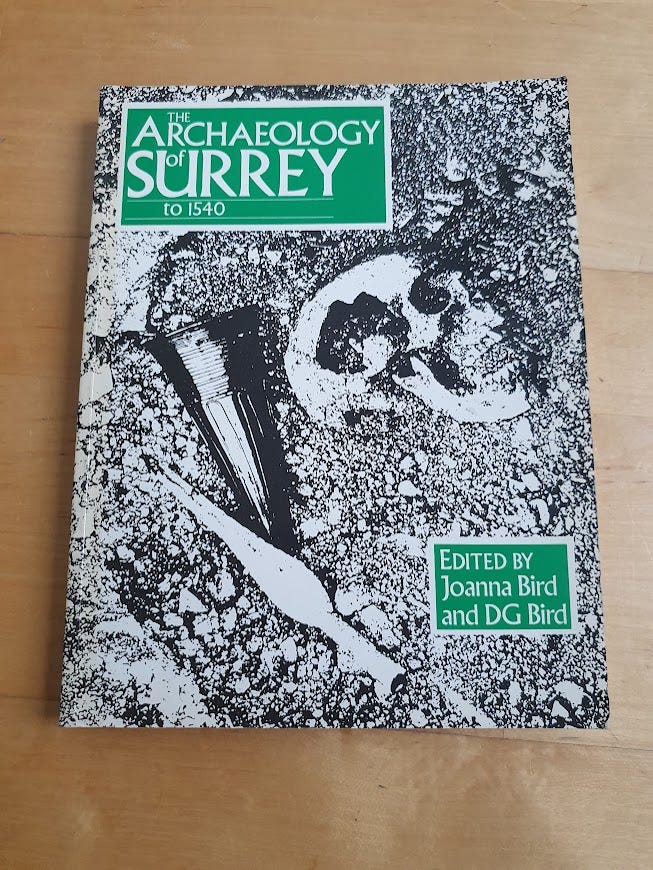 THE
ARCHAEOLOGY
of
SURREY
to 1540
EDITED BY
Joanna Bird
and DG Bird